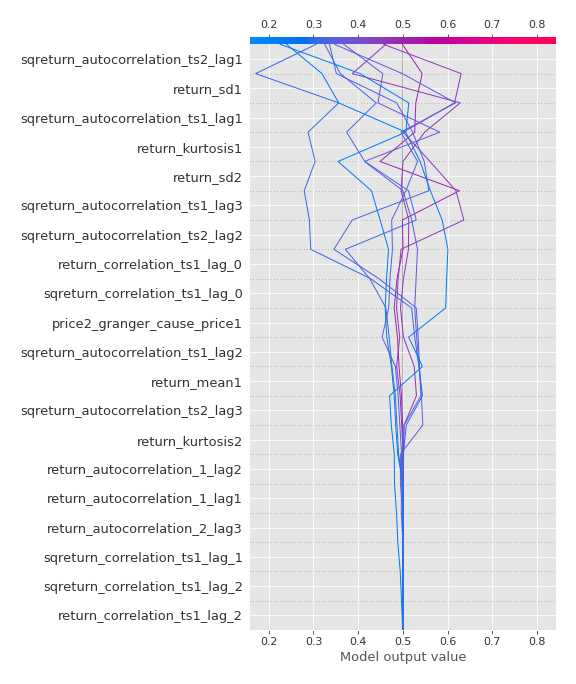 0.2 0.3 0.4 0.5 0.6 0.7 0.8
sqreturn_autocorrelation_ts2_lag1
return_sd1
sqreturn_autocorrelation_ts1_lag1
return_kurtosis1
return_sd2
sqreturn_autocorrelation_ts1_lag3
sqreturn_autocorrelation_ts2_lag2
return_correlation_ts1_lag_0
sqreturn_correlation_ts1_lag_0
price2_granger_cause_price1
sqreturn_autocorrelation_ts1_lag2
return_mean1
sqreturn_autocorrelation_ts2_lag3
return_kurtosis2
return_autocorrelation_1_lag2
return_autocorrelation_1_lag1
return_autocorrelation_2_lag3
sqreturn_correlation_ts1_lag_1
sqreturn_correlation_ts1_lag_2
return_correlation_ts1_lag_2
0.2 0.3 0.4 0.5 0.6 0.7 0.8
Model output value